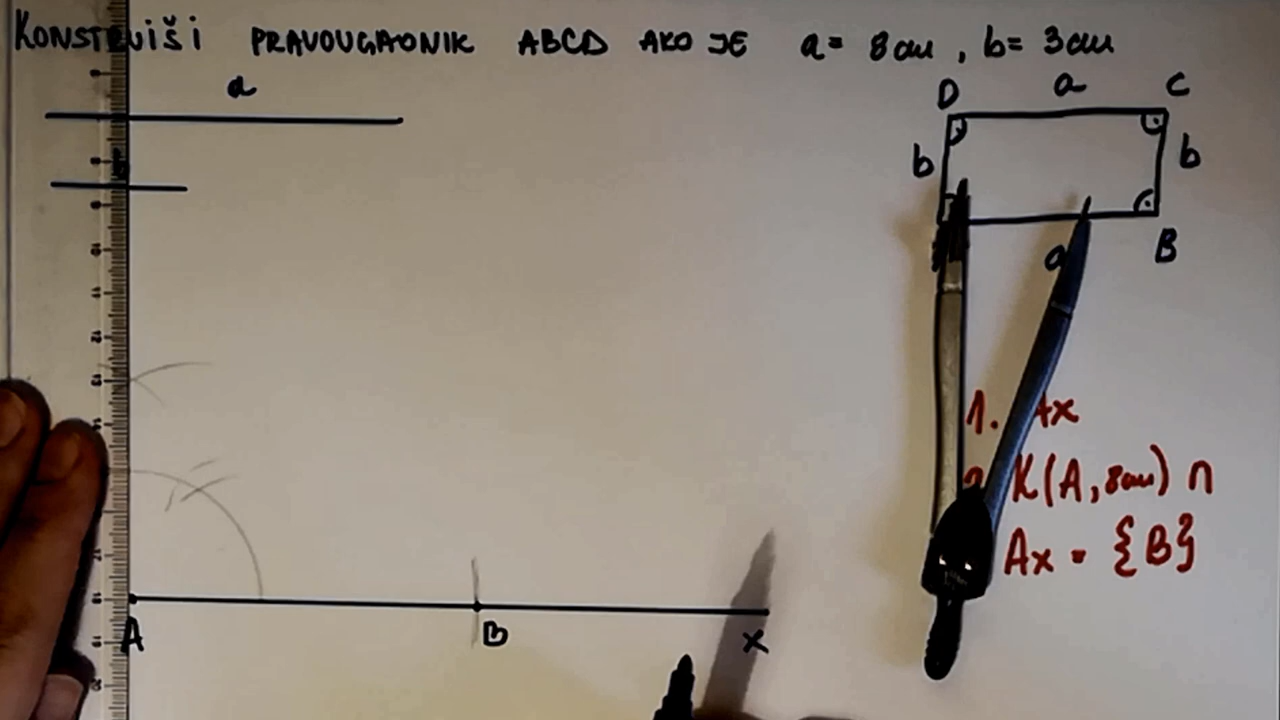 KONSTRUIŠI PRAVOUGAONIK ABCD AKO JE a = 8cm, b = 3cm
a
D a C
b b
a B
1. Ax
K(A, 8cm) ∩
Ax = {B}
A B x